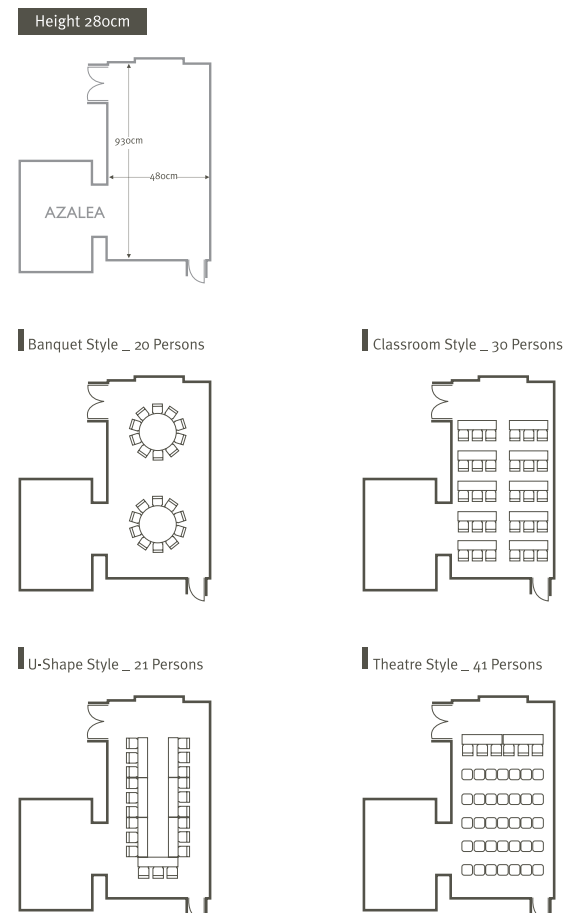 Height 280cm
930cm
480cm
AZALEA
Banquet Style _ 20 Persons
Classroom Style _ 30 Persons
U-Shape Style _ 21 Persons
Theatre Style _ 41 Persons